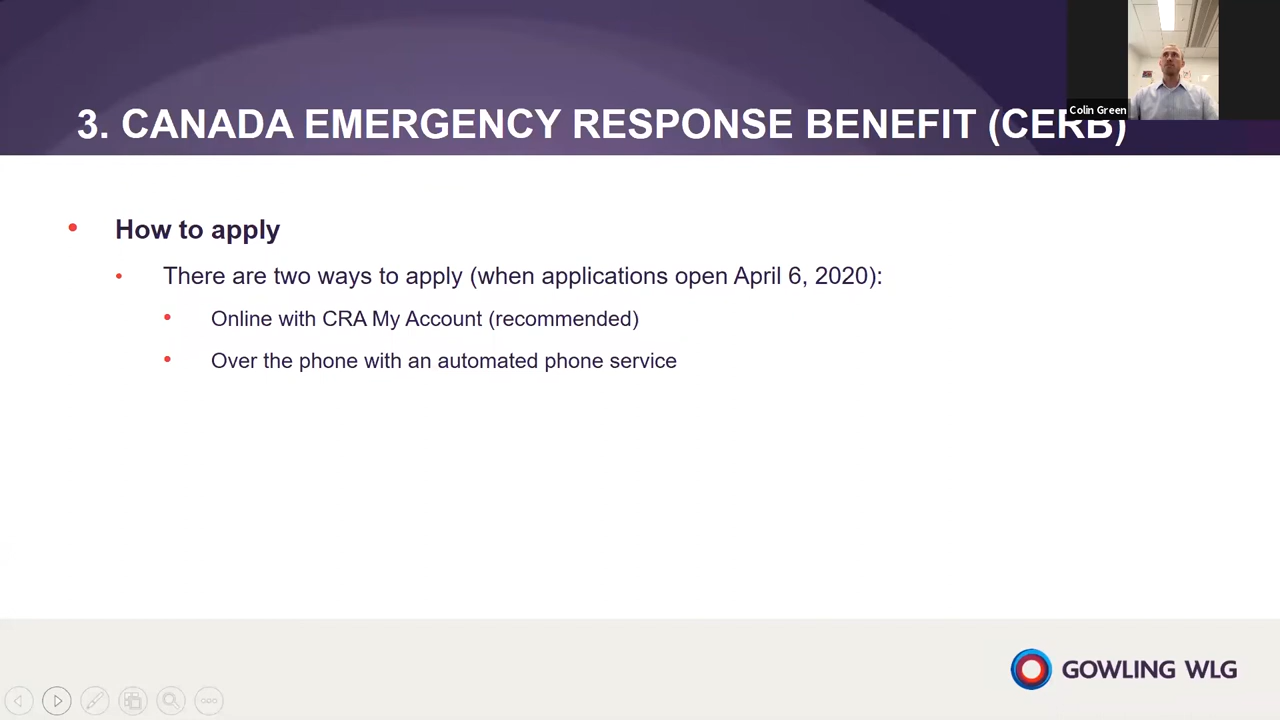 Colin Green
3. CANADA EMERGENCY RESPONSE BENEFIT (CERB)
How to apply
There are two ways to apply (when applications open April 6, 2020):
Online with CRA My Account (recommended)
Over the phone with an automated phone service
GOWLING WLG